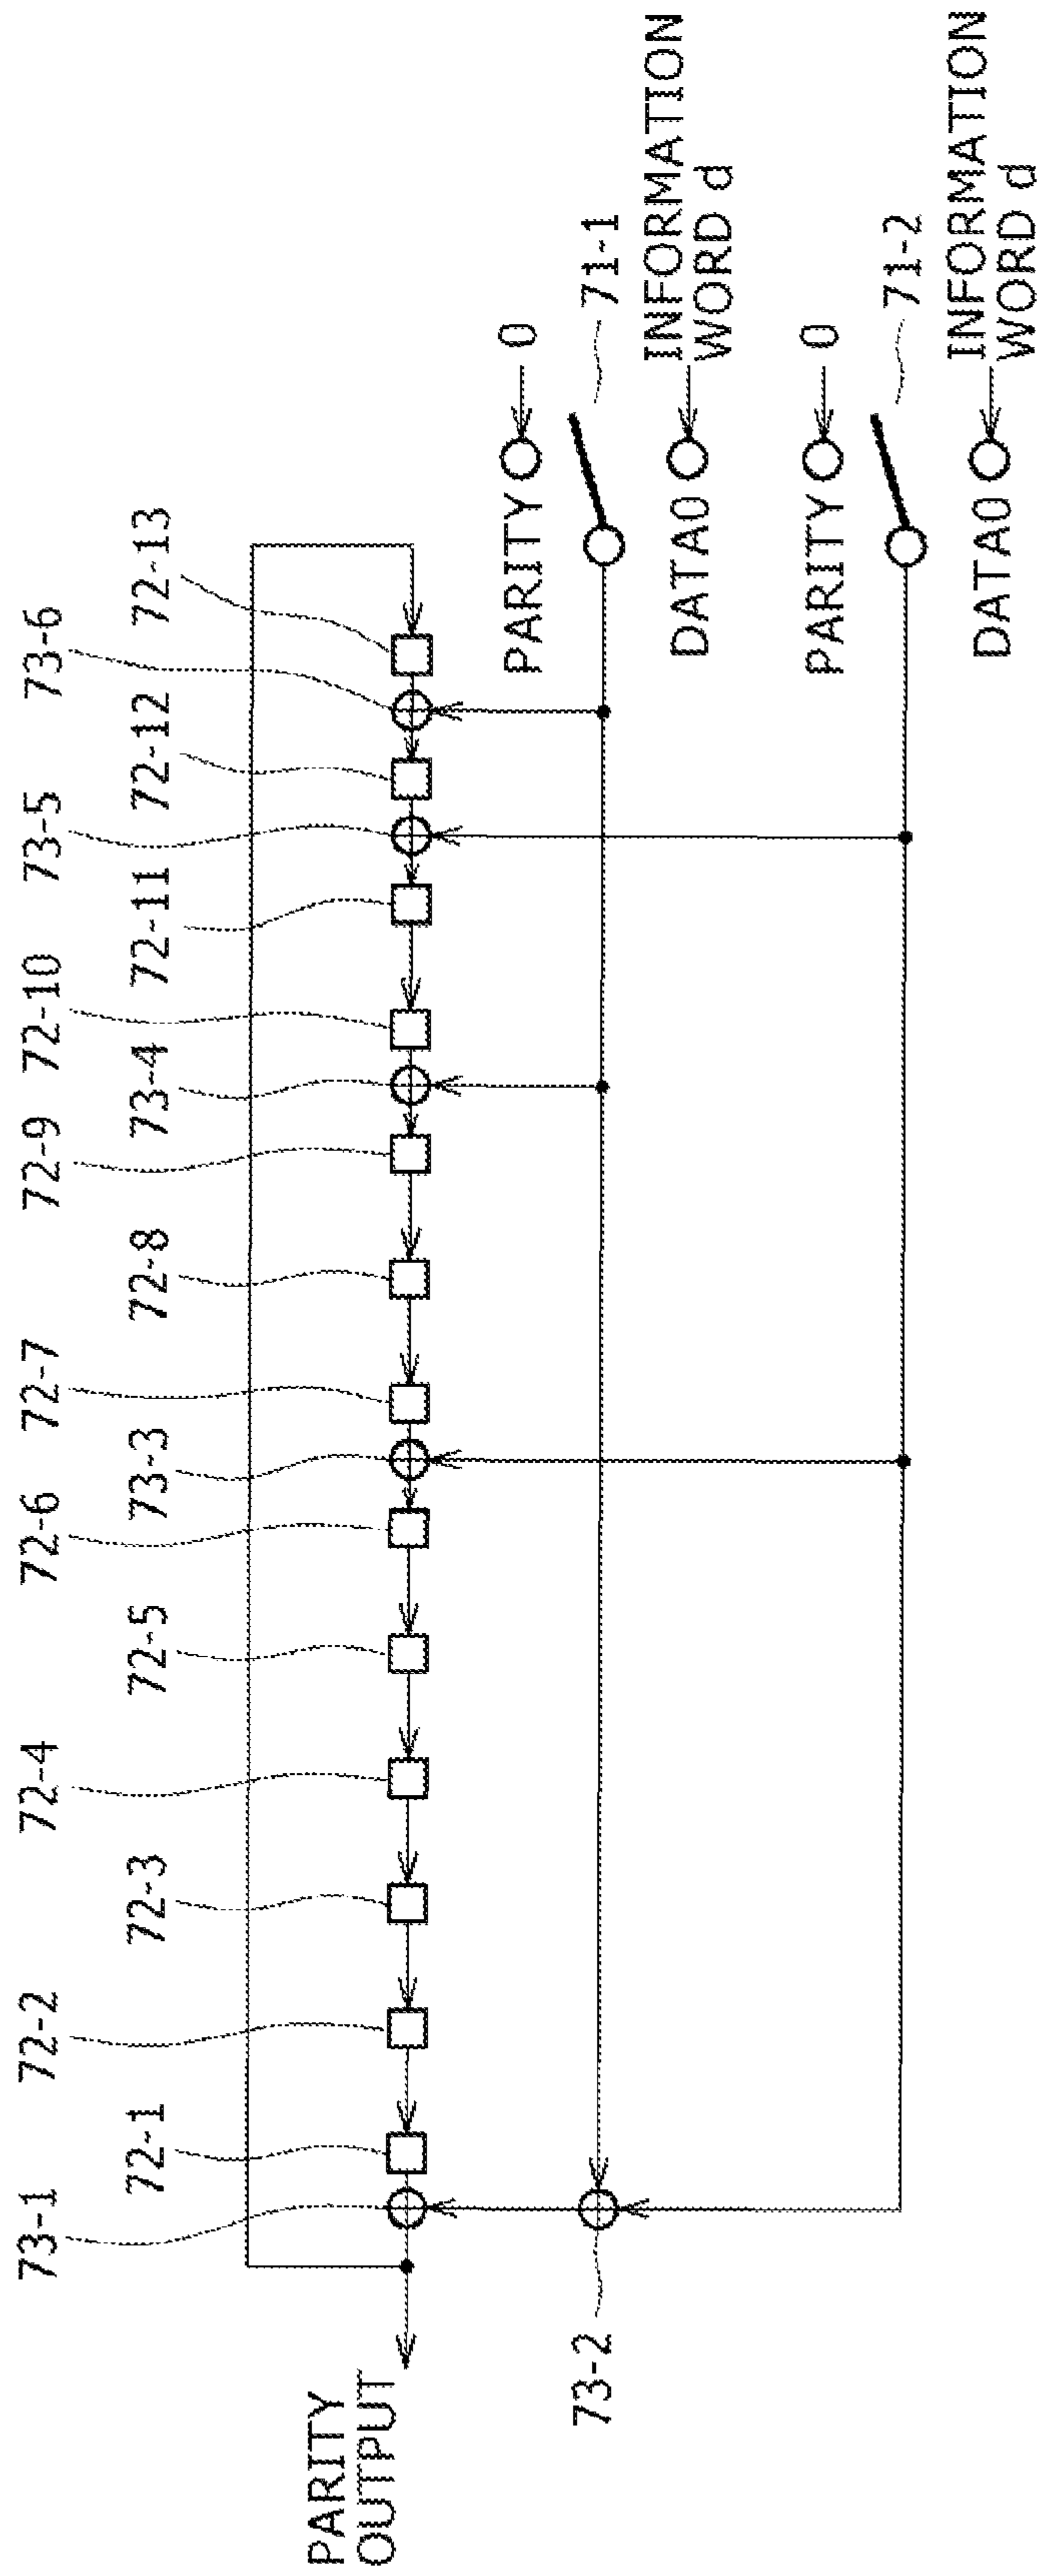 73-1 72-2 72-4 72-6 72-7 72-9 72-10 73-5 73-6
72-1 72-3 72-5 73-3 72-8 73-4 72-11 72-12 72-13
PARITY
OUTPUT
PARITY 0
73-2
71-1
DATA0
INFORMATION
WORD d
PARITY 0
71-2
DATA0
INFORMATION
WORD d